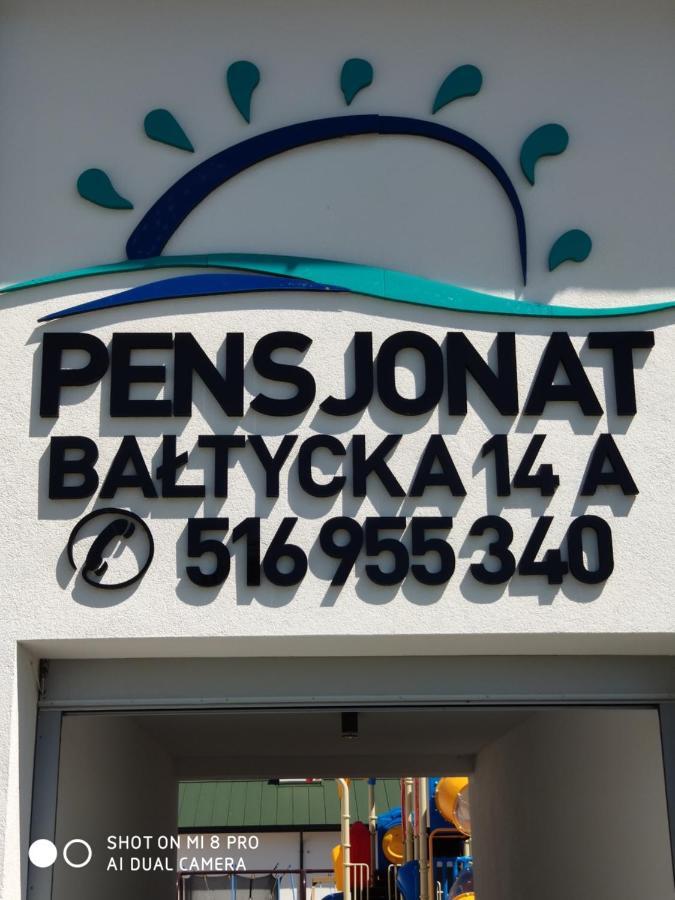 PENSJONAT
BAŁTYCKA 14 A
516 955 340
SHOT ON MI 8 PRO
AI DUAL CAMERA